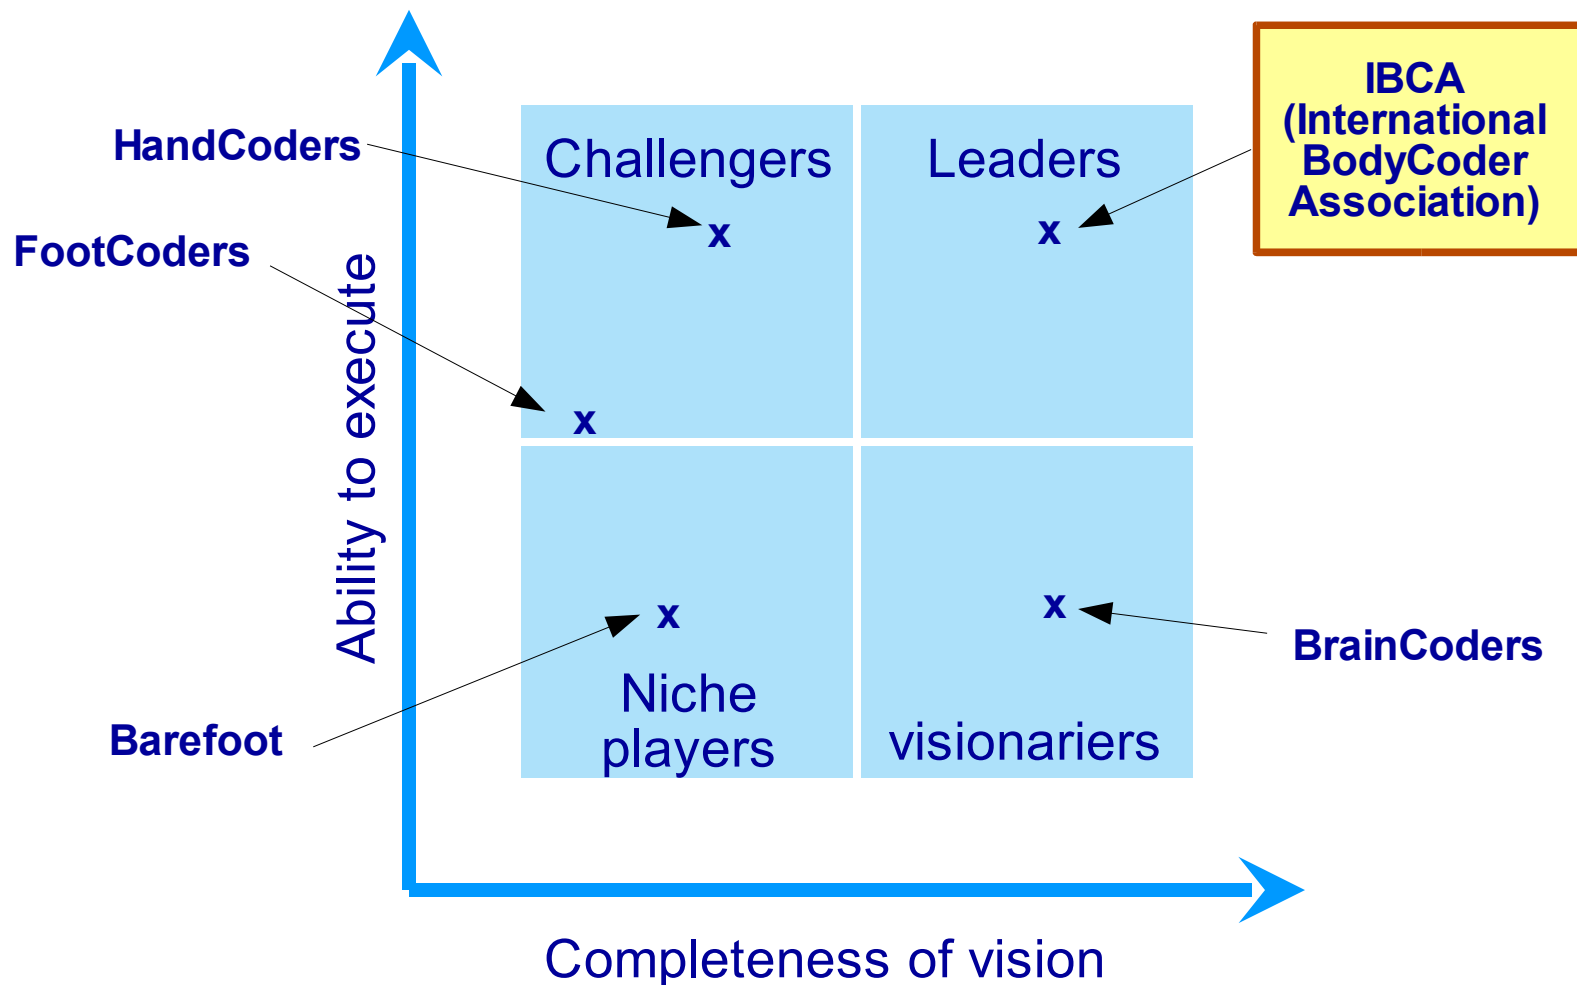 IBCA
(International
BodyCoder
Association)
HandCoders
Challengers
Leaders
x
x
FootCoders
Ability to execute
x
x
x
BrainCoders
Niche
players
Barefoot
visionariers
Completeness of vision